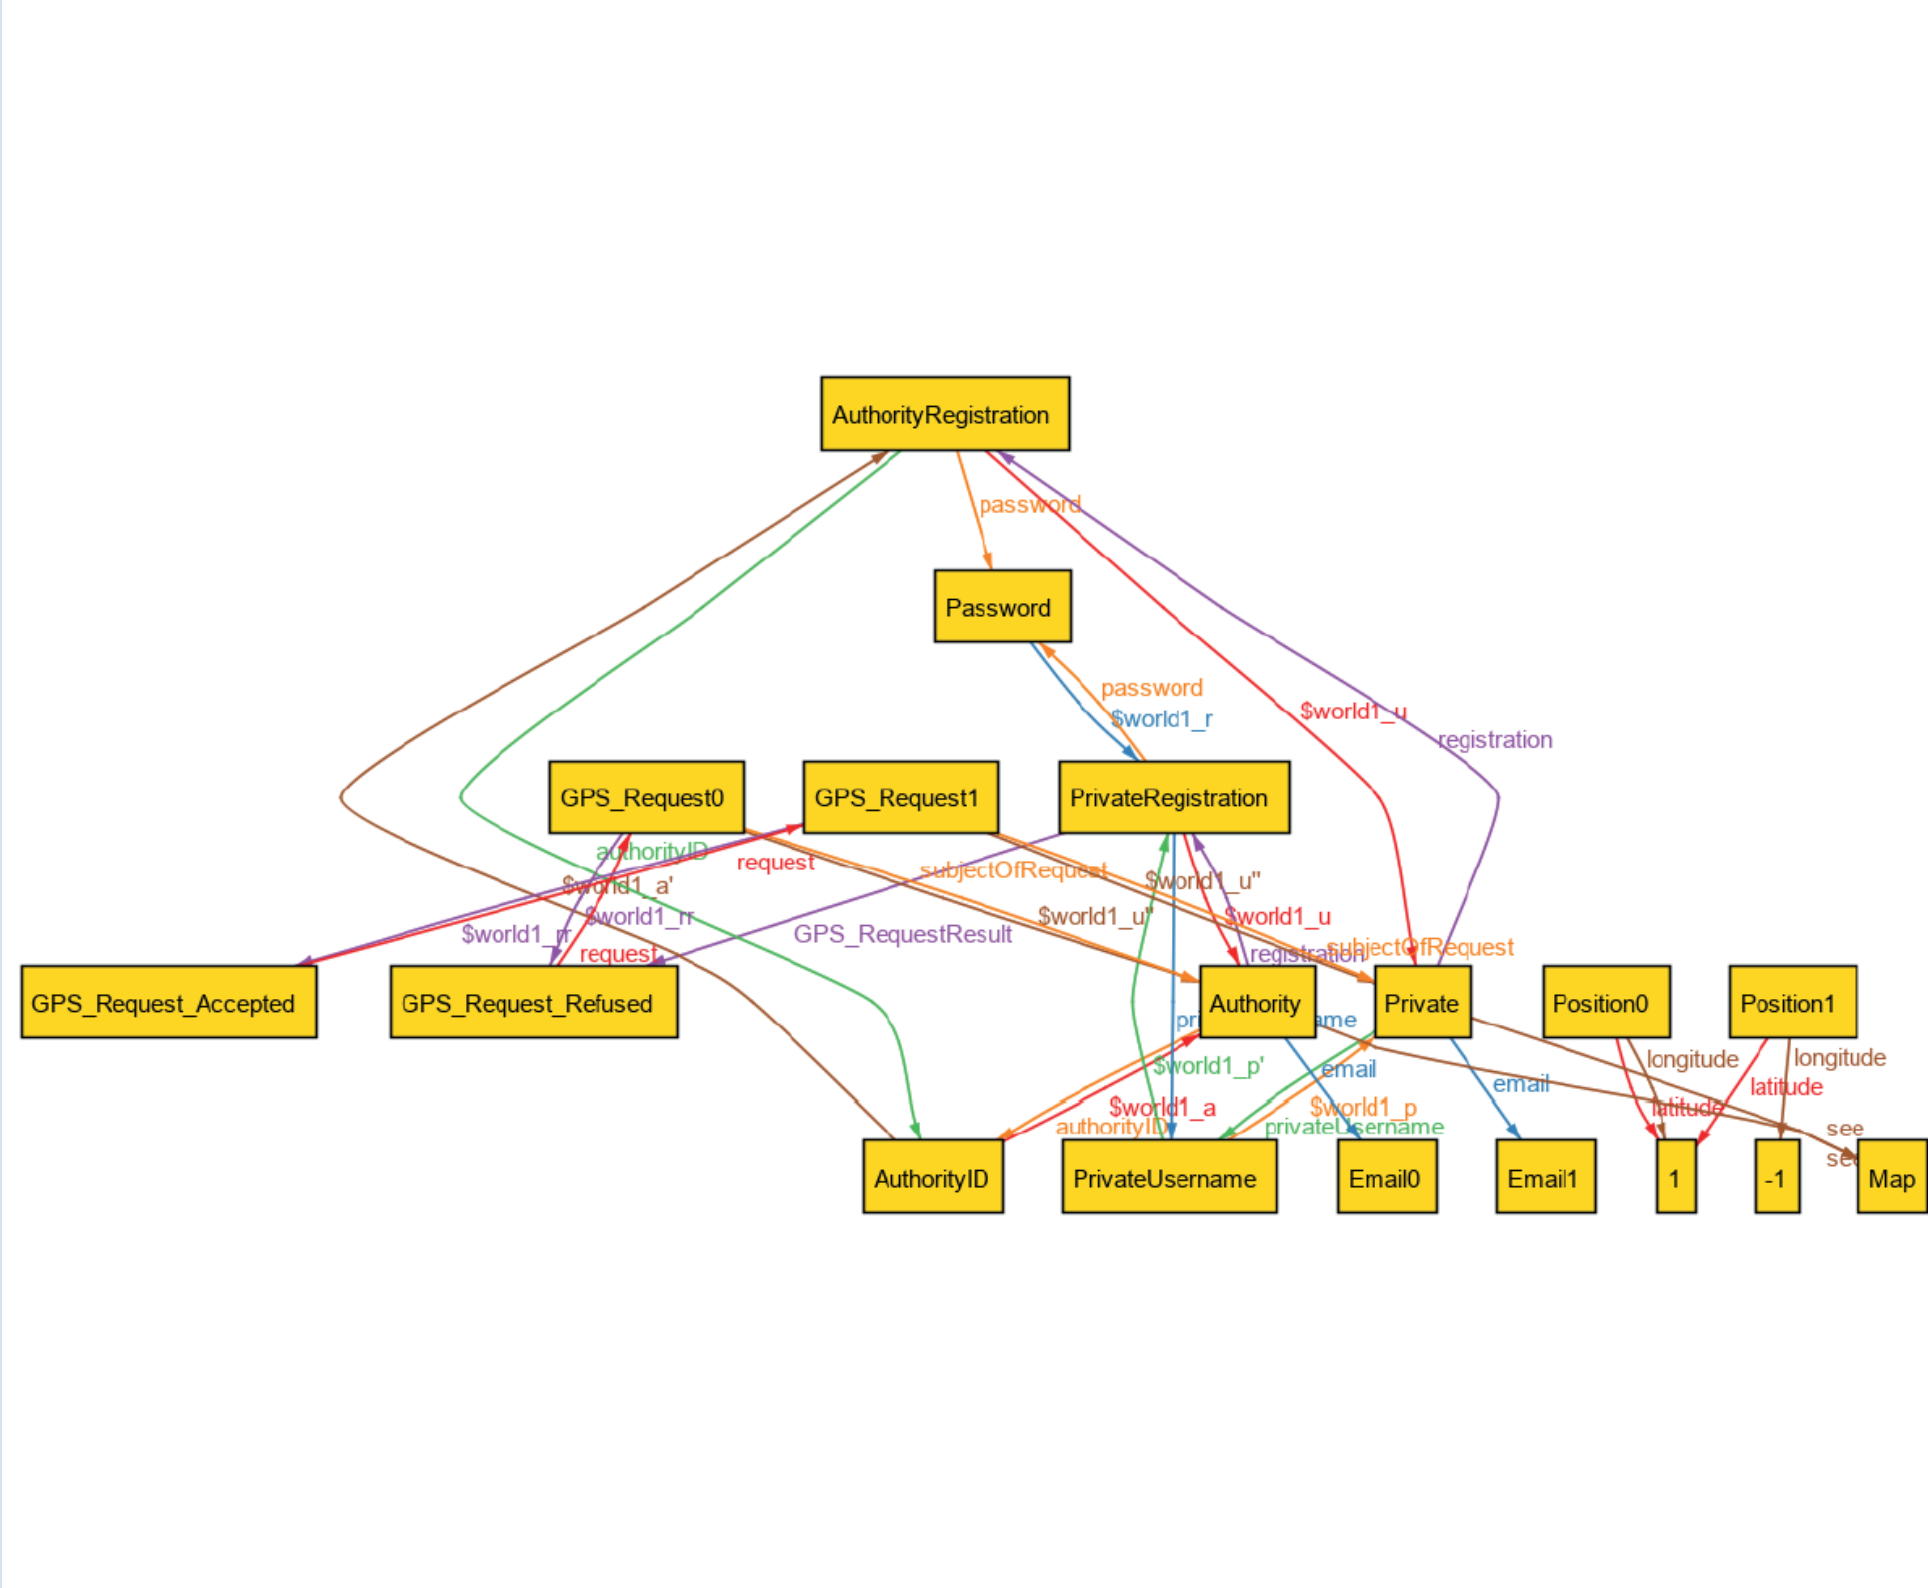 AuthorityRegistration
password
Password
password
$world1_r
$world1_u
registration
GPS_Request0
GPS_Request1
PrivateRegistration
authorityID
request
subjectOfRequest
$world1_u"
$world1_a'
$world1_rr
$world1_u"
$world1_u
$world1_rr
GPS_RequestResult
request
registration
subjectOfRequest
GPS_Request_Accepted
GPS_Request_Refused
Authority
Private
Position0
Position1
$world1_p'
email
email
longitude
longitude
latitude
latitude
$world1_a
$world1_p
authorityID
privateUsername
see
see
AuthorityID
PrivateUsername
Email0
Email1
1
-1
Map